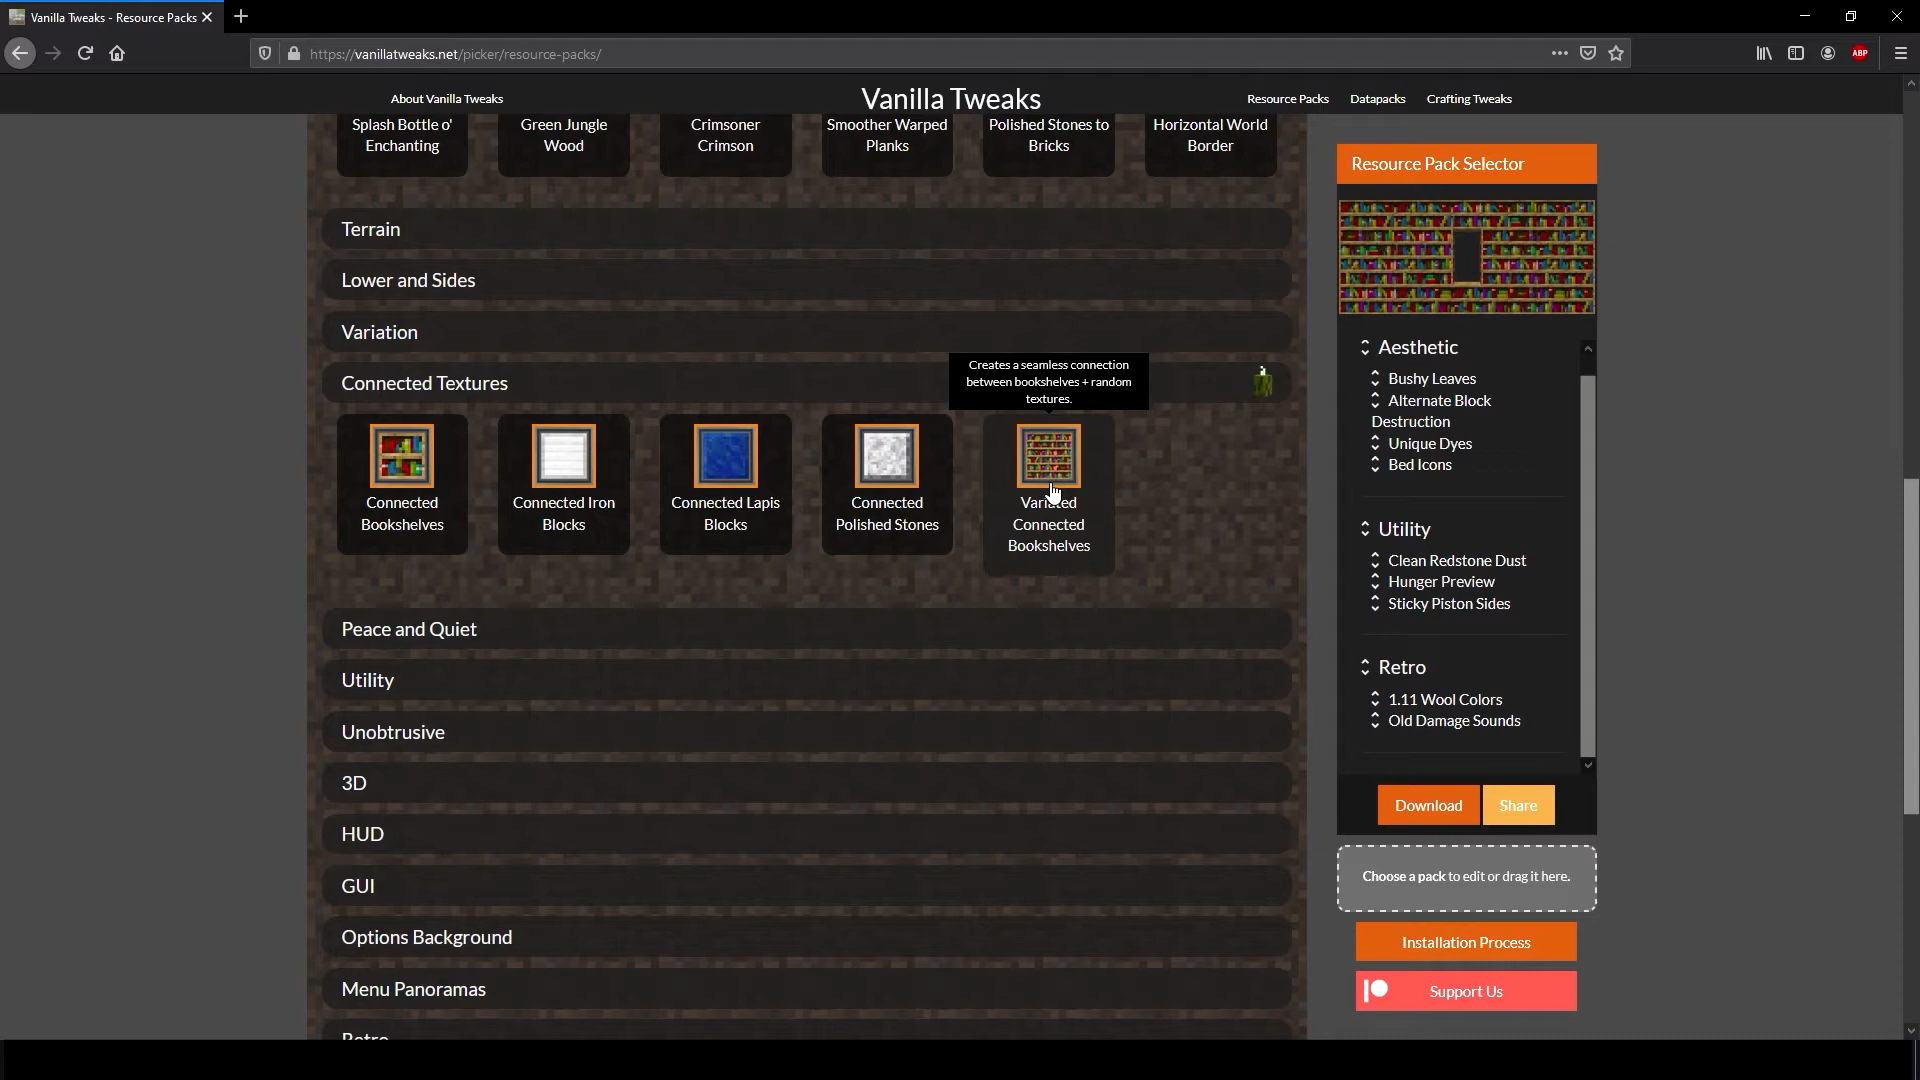 Vanilla Tweaks - Resource Packs
https://vanillatweaks.net/picker/resource-packs/
ABP
About Vanilla Tweaks
Vanilla Tweaks
Resource Packs
Datapacks
Crafting Tweaks
Splash Bottle o'
Enchanting
Green Jungle
Wood
Crimsoner
Crimson
Smoother Warped
Planks
Polished Stones to
Bricks
Horizontal World
Border
Terrain
Lower and Sides
Variation
Connected Textures
Creates a seamless connection
between bookshelves + random
textures.
Connected
Bookshelves
Connected Iron
Blocks
Connected Lapis
Blocks
Connected
Polished Stones
Variated
Connected
Bookshelves
Peace and Quiet
Utility
Unobtrusive
3D
HUD
GUI
Options Background
Menu Panoramas
Retro
Resource Pack Selector
Aesthetic
Bushy Leaves
Alternate Block
Destruction
Unique Dyes
Bed Icons
Utility
Clean Redstone Dust
Hunger Preview
Sticky Piston Sides
Retro
1.11 Wool Colors
Old Damage Sounds
Download
Share
Choose a pack to edit or drag it here.
Installation Process
Support Us